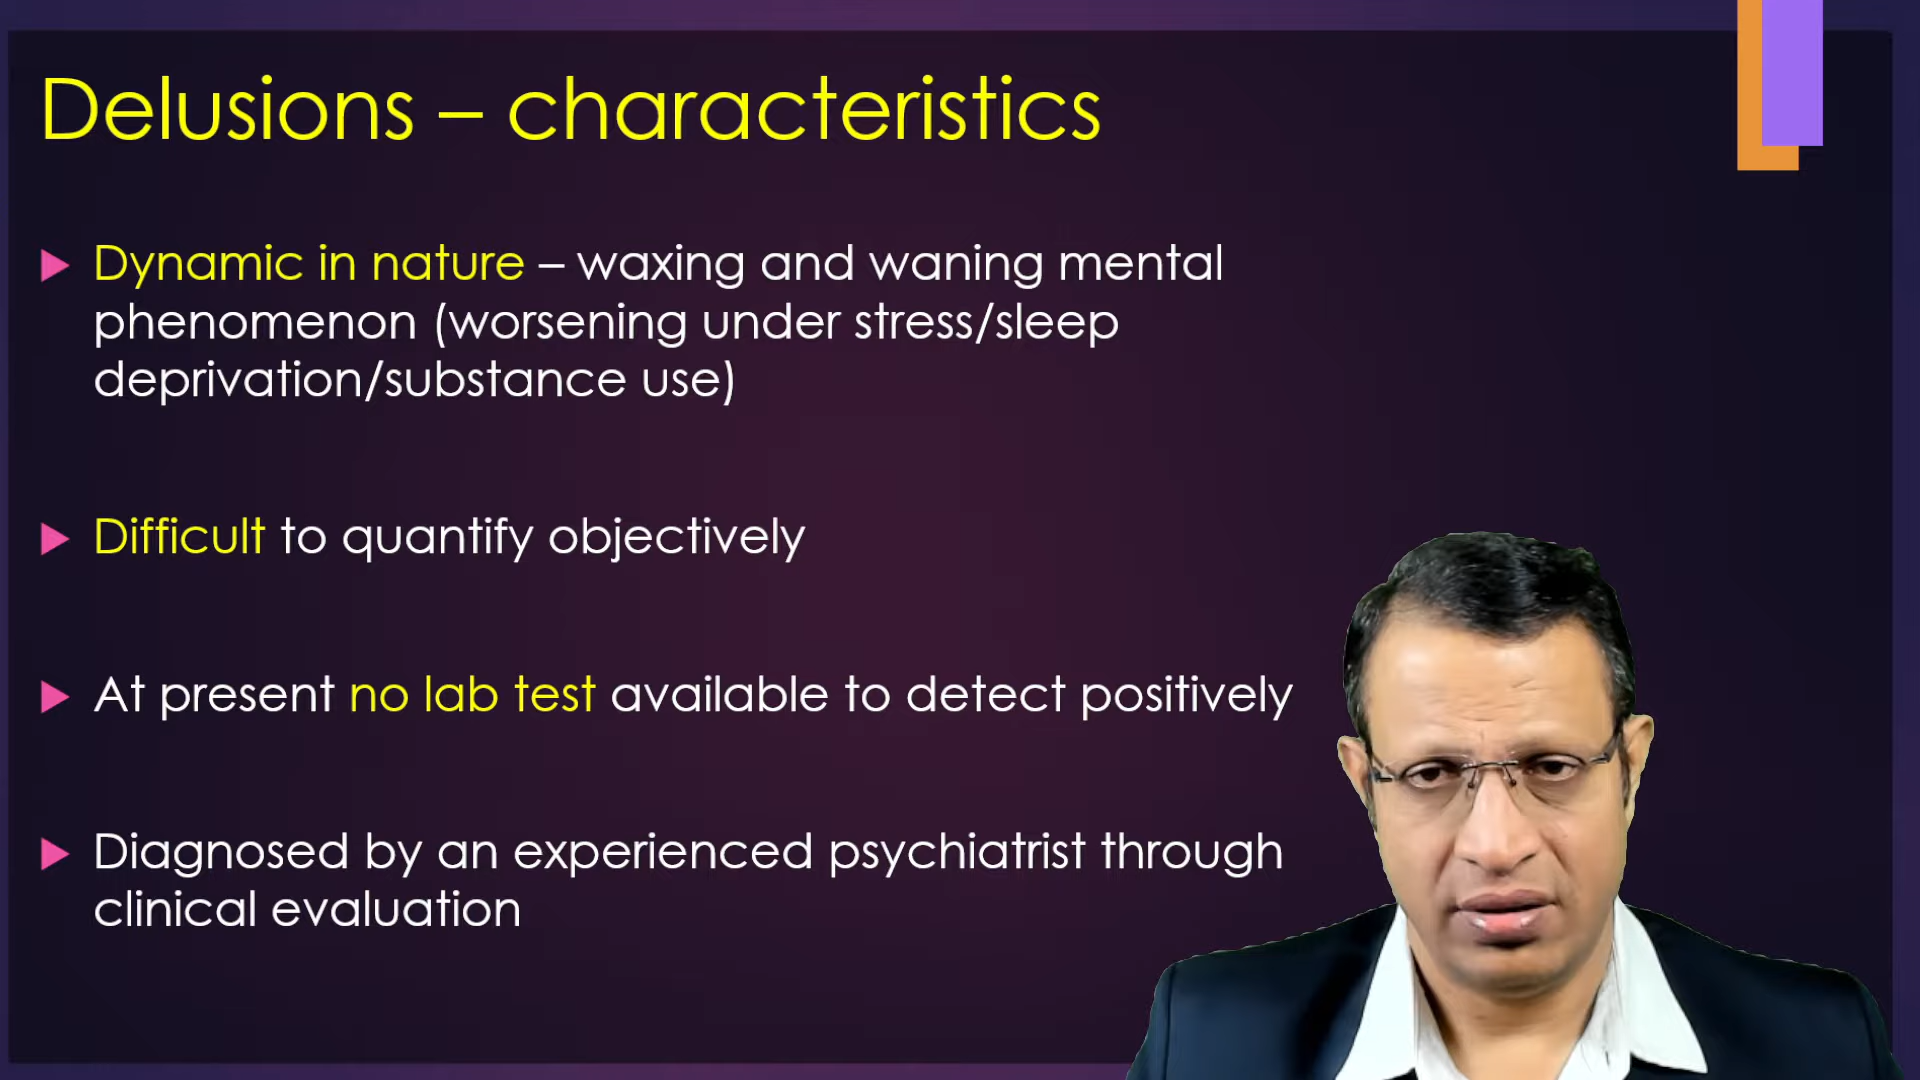 Delusions – characteristics
Dynamic in nature – waxing and waning mental
phenomenon (worsening under stress/sleep
deprivation/substance use)
Difficult to quantify objectively
At present no lab test available to detect positively
Diagnosed by an experienced psychiatrist through
clinical evaluation